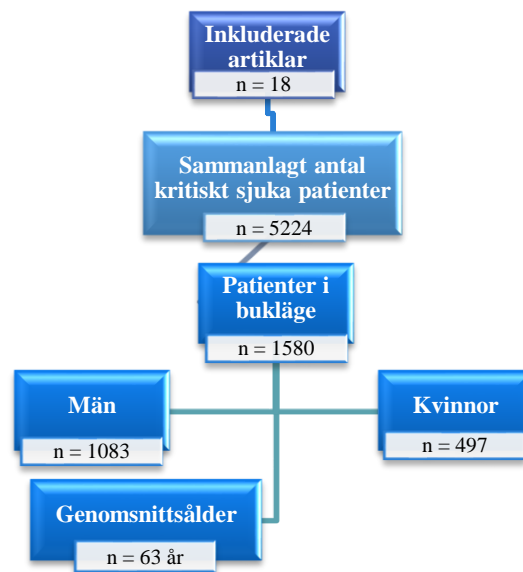 Inkluderade
artiklar
n = 18
Sammanlagt antal
kritiskt sjuka patienter
n = 5224
Patienter i
bukläge
n = 1580
Män
n = 1083
Kvinnor
n = 497
Genomsnittsålder
n = 63 år